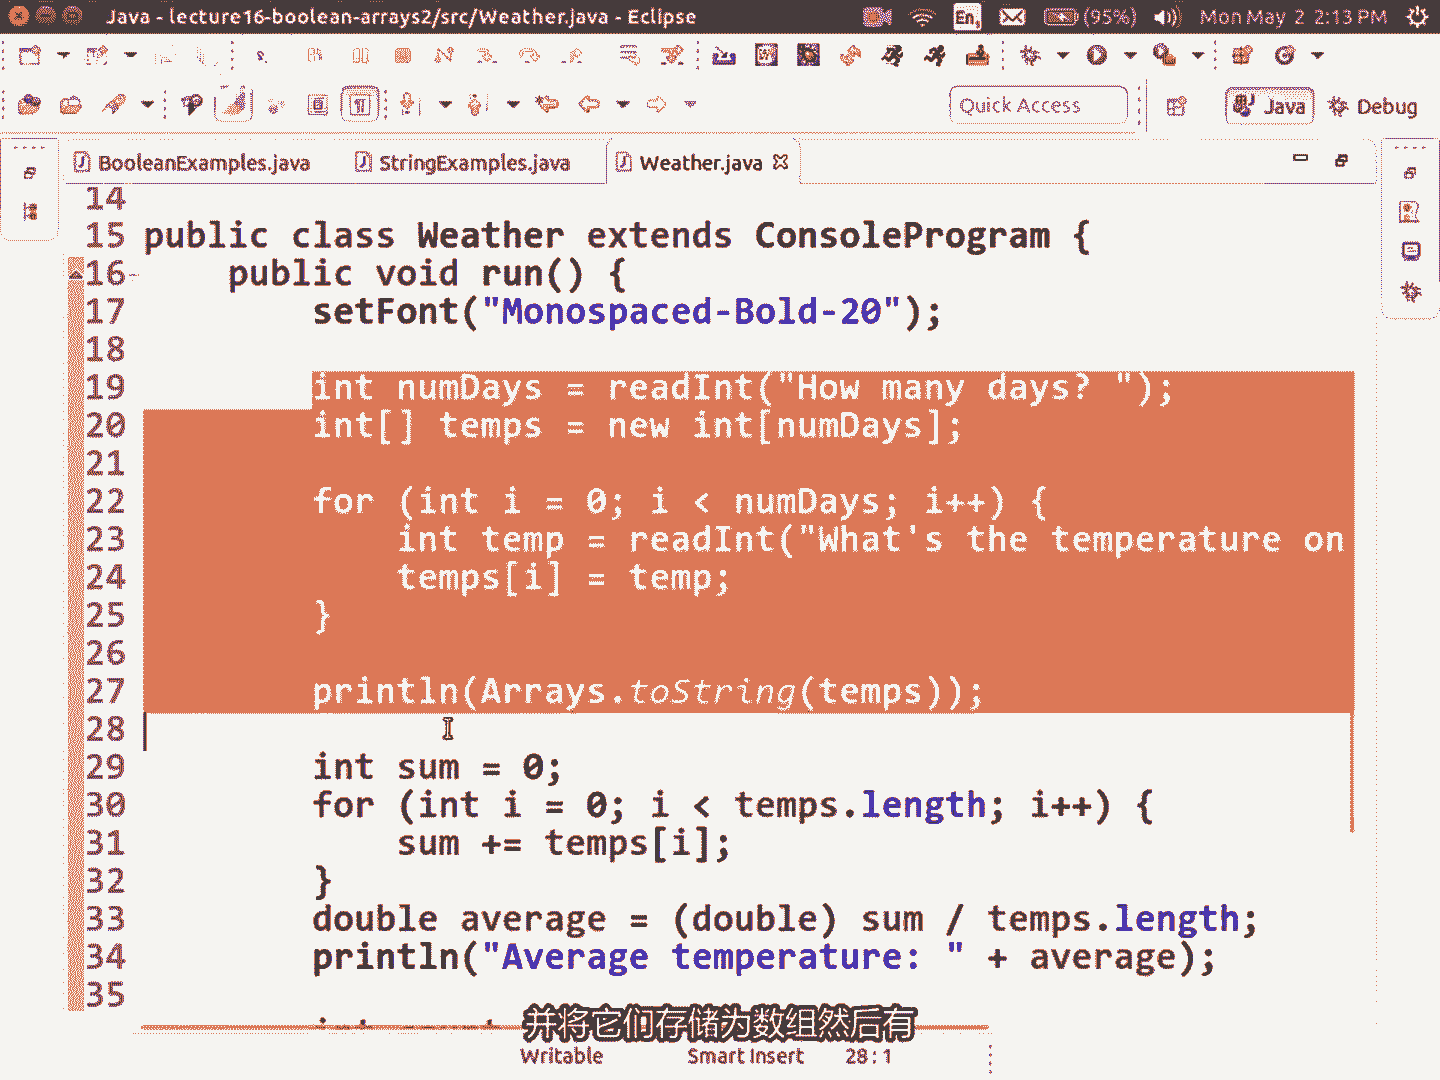 Java - lecture16-boolean-arrays2/src/Weather.java - Eclipse
En
(95%)
Mon May 2 2:13 PM
Quick Access
Java
Debug
BooleanExamples.java
StringExamples.java
Weather.java
14
15 public class Weather extends ConsoleProgram {
16 public void run() {
17 setFont("Monospaced-Bold-20");
18
19 int numDays = readInt("How many days? ");
20 int[] temps = new int[numDays];
21
22 for (int i = 0; i < numDays; i++) {
23 int temp = readInt("What's the temperature on
24 temps[i] = temp;
25 }
26
27 println(Arrays.toString(temps));
28
29 int sum = 0;
30 for (int i = 0; i < temps.length; i++) {
31 sum += temps[i];
32 }
33 double average = (double) sum / temps.length;
34 println("Average temperature: " + average);
35
并将它们存储为数组然后有
Writable
Smart Insert
28 : 1